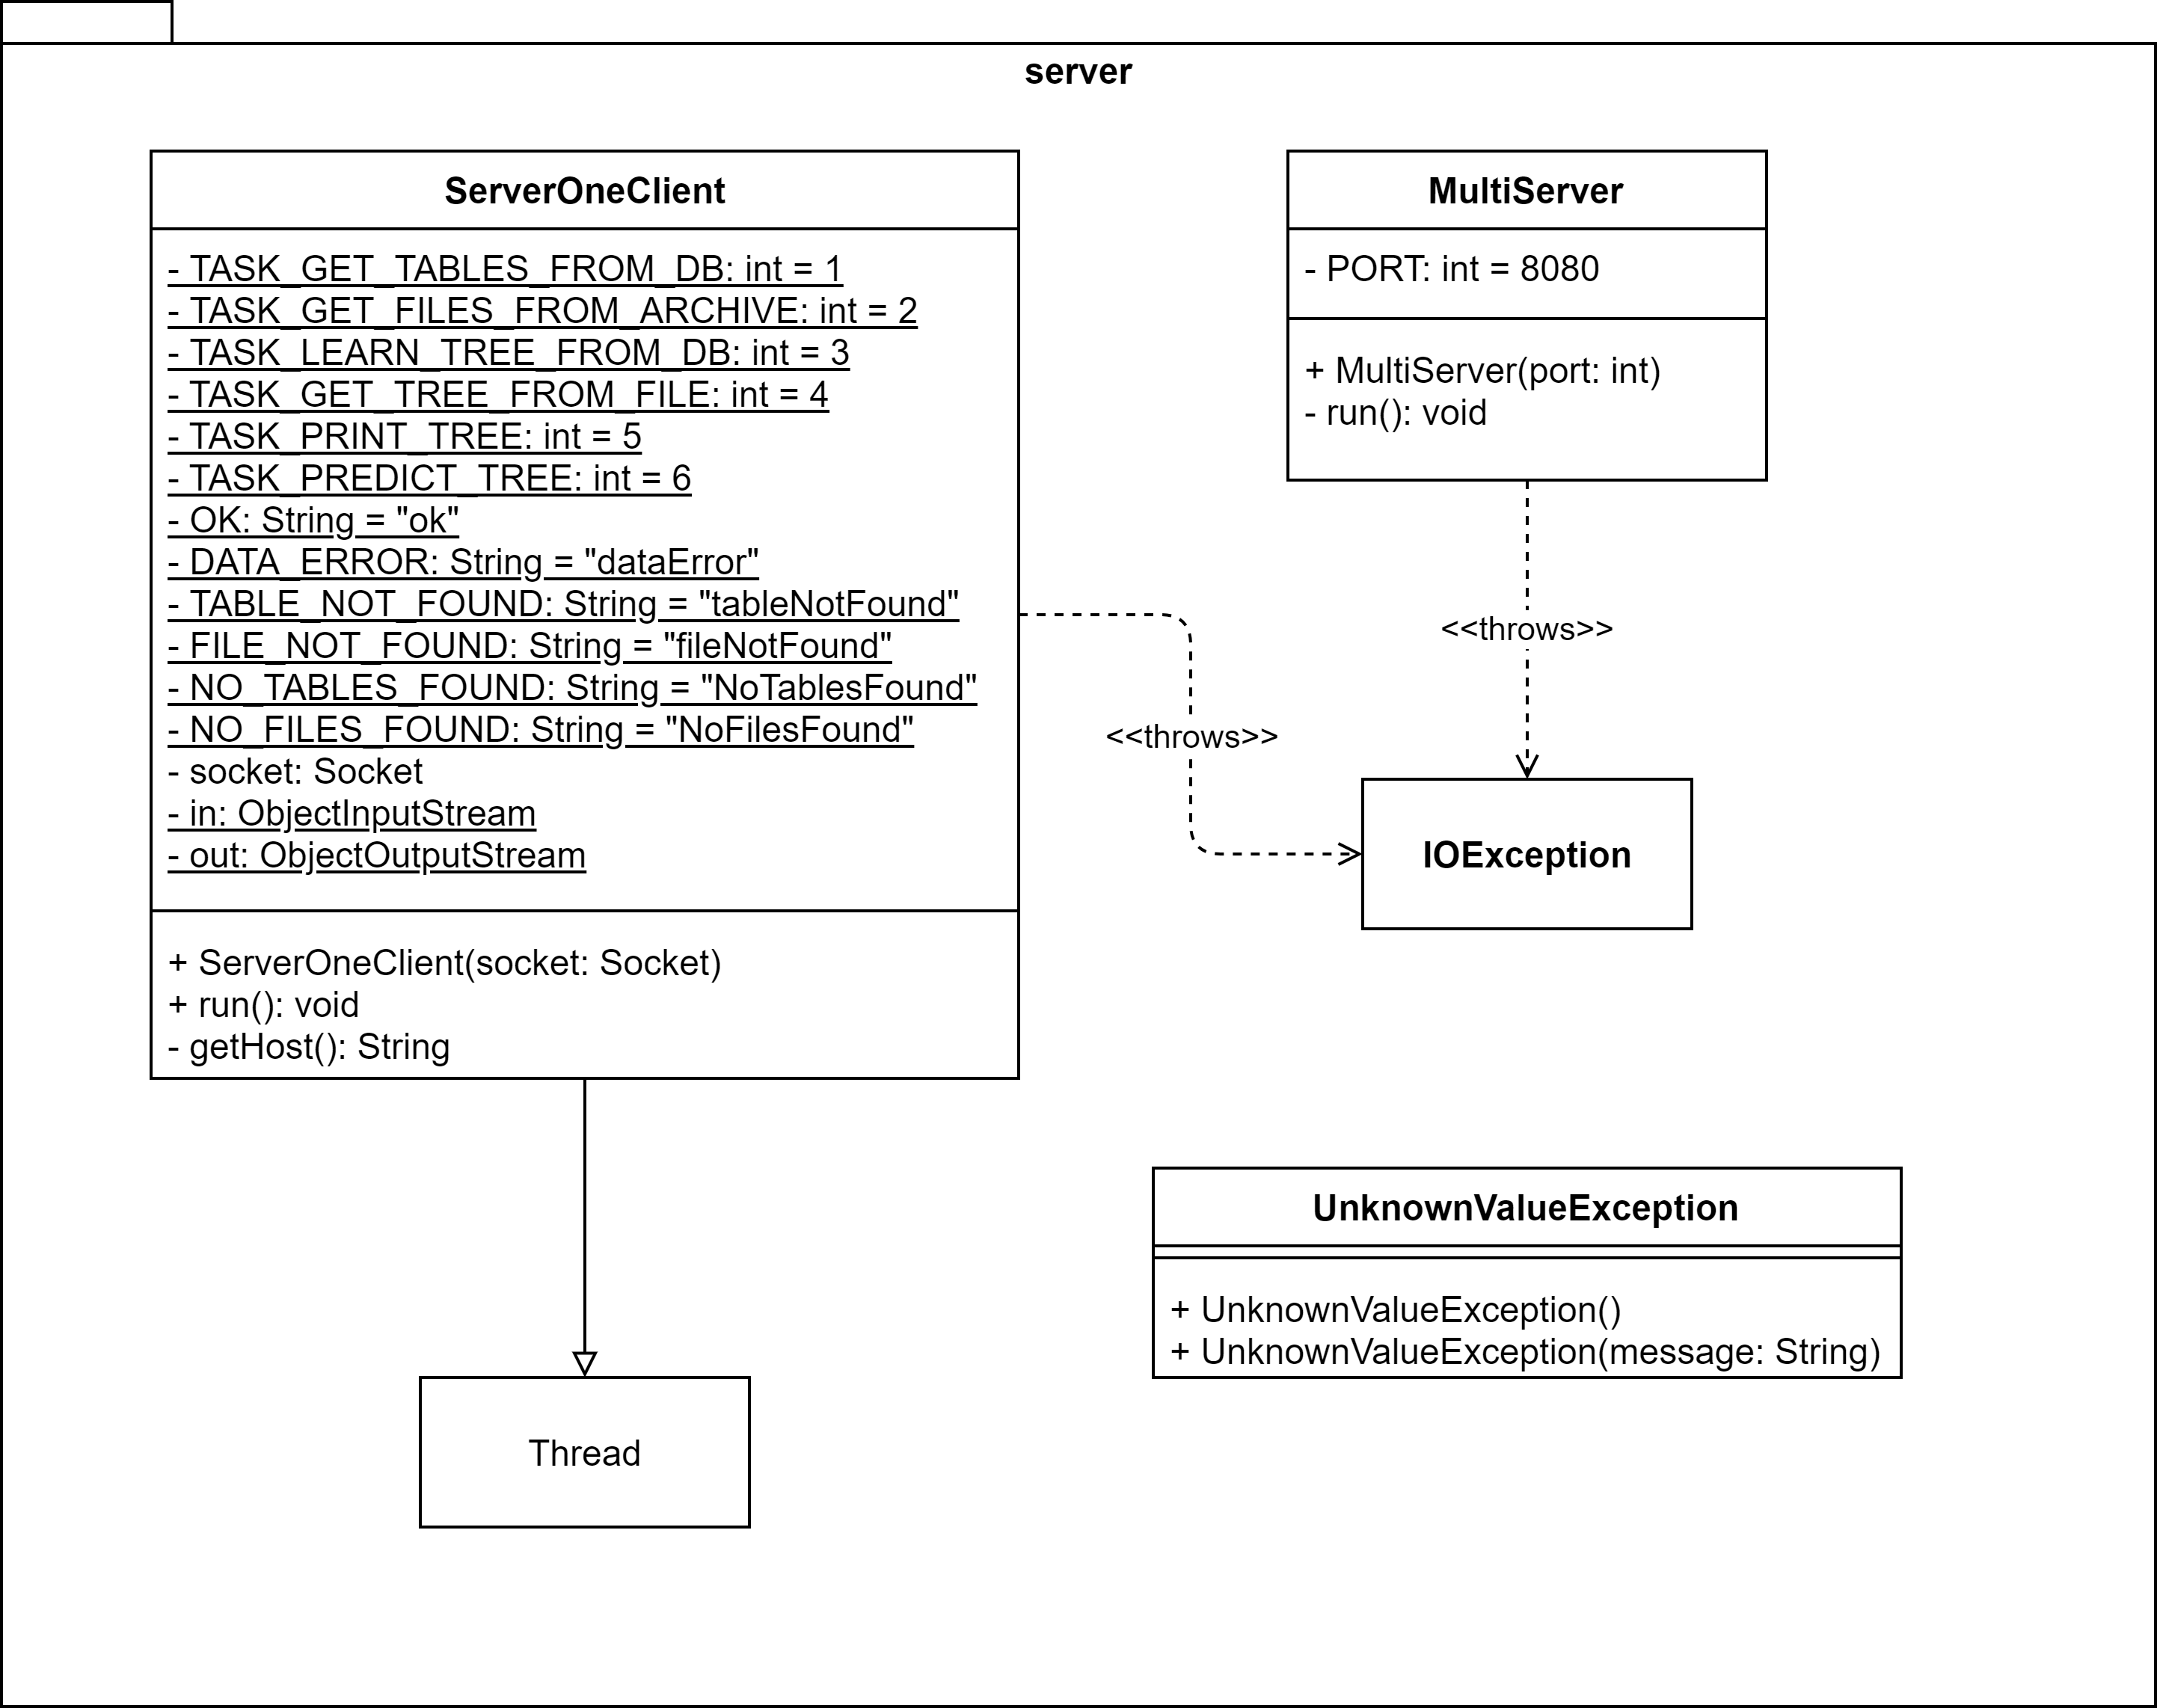 server
ServerOneClient
- TASK_GET_TABLES_FROM_DB: int = 1
- TASK_GET_FILES_FROM_ARCHIVE: int = 2
- TASK_LEARN_TREE_FROM_DB: int = 3
- TASK_GET_TREE_FROM_FILE: int = 4
- TASK_PRINT_TREE: int = 5
- TASK_PREDICT_TREE: int = 6
- OK: String = "ok"
- DATA_ERROR: String = "dataError"
- TABLE_NOT_FOUND: String = "tableNotFound"
- FILE_NOT_FOUND: String = "fileNotFound"
- NO_TABLES_FOUND: String = "NoTablesFound"
- NO_FILES_FOUND: String = "NoFilesFound"
- socket: Socket
- in: ObjectInputStream
- out: ObjectOutputStream
+ ServerOneClient(socket: Socket)
+ run(): void
- getHost(): String
MultiServer
- PORT: int = 8080
+ MultiServer(port: int)
- run(): void
<<throws>>
<<throws>>
IOException
UnknownValueException
+ UnknownValueException()
+ UnknownValueException(message: String)
Thread